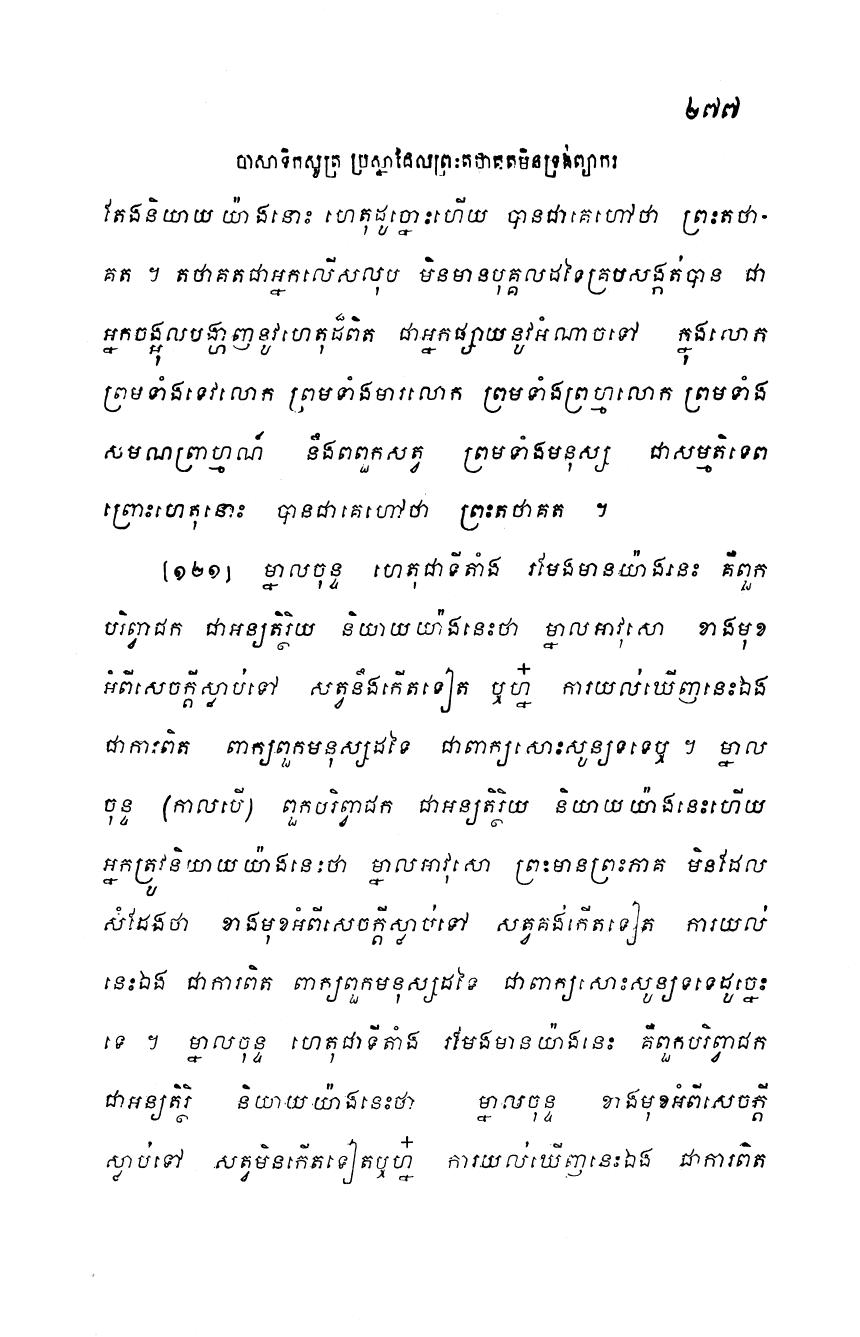 ២៧៧
បាសាទិកសូត្រ ប្រស្នាដែលព្រះតថាគតមិនទ្រង់ព្យាករ
តែងនិយាយ យ៉ាងនោះ ហេតុដូច្នោះហើយ បានជាគេហៅថា ព្រះតថា-
គត ។ តថាគតជាអ្នកលើសលុប មិនមានបុគ្គលដទៃគ្របសង្កត់បាន ជា
អ្នកចង្អុលបង្ហាញនូវហេតុដ៏ពិត ជាអ្នកផ្សាយនូវអំណាចទៅ ក្នុងលោក
ព្រមទាំងទេវលោក ព្រមទាំងមារលោក ព្រមទាំងព្រហ្មលោក ព្រមទាំង
សមណព្រាហ្មណ៍ នឹងពពួកសត្វ ព្រមទាំងមនុស្ស ជាសម្មតិទេព
ព្រោះហេតុនោះ បានជាគេហៅថា ព្រះតថាគត ។
[១២១] ម្នាលចុន្ទ ហេតុជាទីតាំង រមែងមានយ៉ាងនេះ គឺពួក
បរិព្វាជក ជាអន្យតិរ្ថិយ និយាយយ៉ាងនេះថា ម្នាលអាវុសោ ខាងមុខ
អំពីសេចក្តីស្លាប់ទៅ សត្វនឹងកើតទៀត ឬហ្ន៎ ការយល់ឃើញនេះឯង
ជាការពិត ពាក្យពួកមនុស្សដទៃ ជាពាក្យសោះសូន្យទទេឬ ។ ម្នាល
ចុន្ទ (កាលបើ) ពួកបរិព្វាជក ជាអន្យតិរ្ថិយ និយាយយ៉ាងនេះហើយ
អ្នកត្រូវនិយាយយ៉ាងនេះថា ម្នាលអាវុសោ ព្រះមានព្រះភាគ មិនដែល
សំដែងថា ខាងមុខអំពីសេចក្តីស្លាប់ទៅ សត្វគង់កើតទៀត ការយល់
នេះឯង ជាការពិត ពាក្យពួកមនុស្សដទៃ ជាពាក្យសោះសូន្យទទេដូច្នេះ
ទេ ។ ម្នាលចុន្ទ ហេតុជាទីតាំង រមែងមានយ៉ាងនេះ គឺពួកបរិព្វាជក
ជាអន្យតិរ្ថិ និយាយយ៉ាងនេះថា ម្នាលចុន្ទ ខាងមុខអំពីសេចក្តី
ស្លាប់ទៅ សត្វមិនកើតទៀតឬហ្ន៎ ការយល់ឃើញនេះឯង ជាការពិត